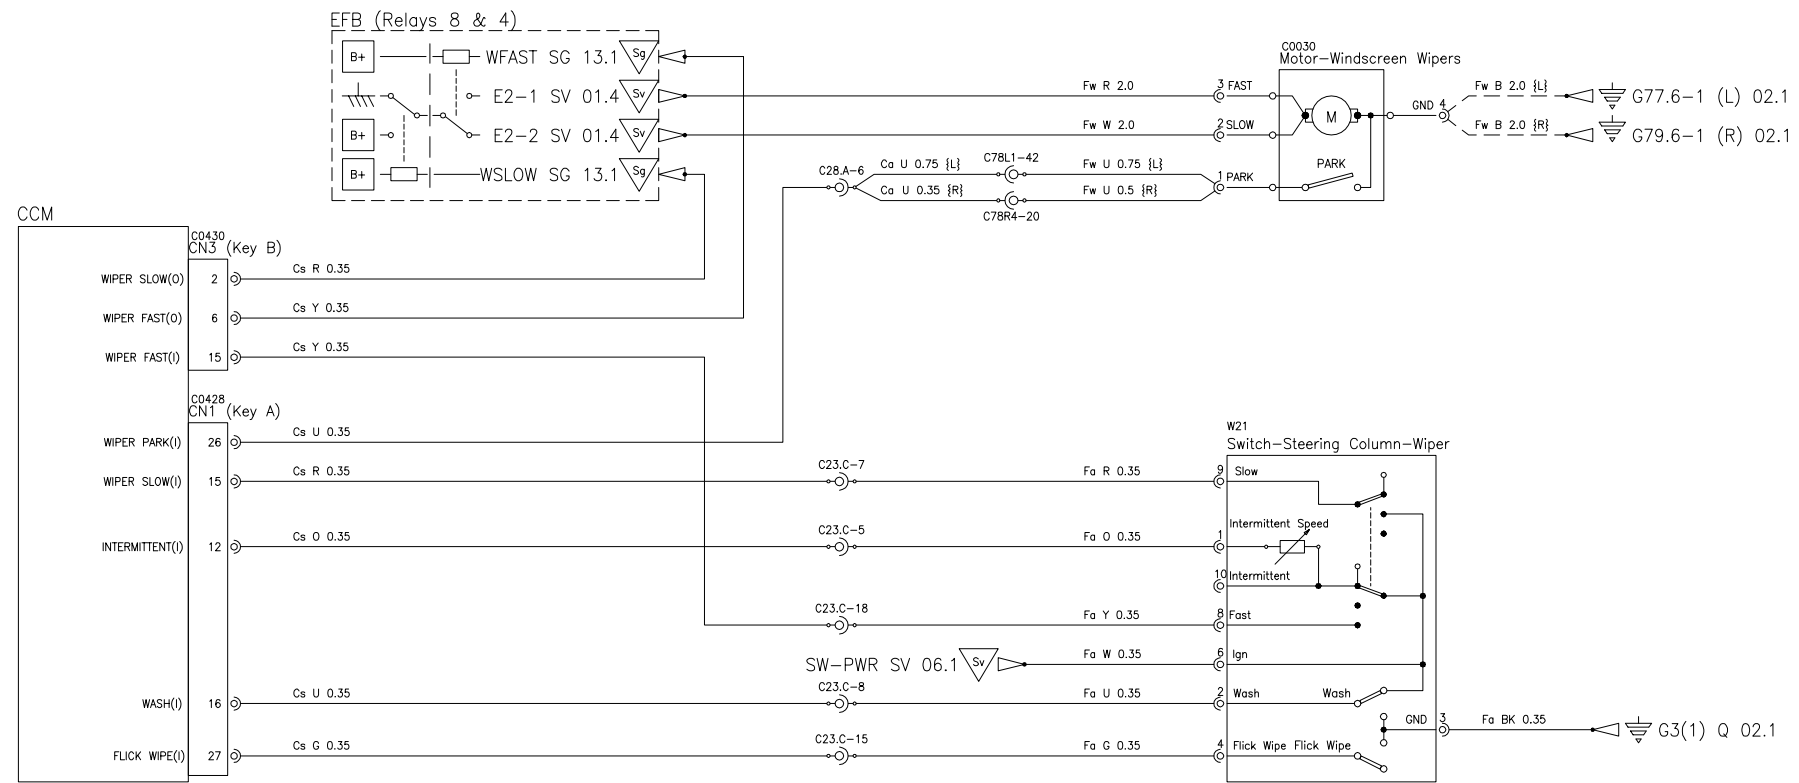 EFB (Relays 8 & 4)
B+
WFAST SG 13.1
Sg
E2-1 SV 01.4
Sv
B+
E2-2 SV 01.4
Sv
B+
WSLOW SG 13.1
Sg
Fw R 2.0
3 FAST
Fw W 2.0
2 SLOW
C28.A-6
Ca U 0.75 {L}
C78L1-42
Fw U 0.75 {L}
Ca U 0.35 {R}
C78R4-20
Fw U 0.5 {R}
1 PARK
C0030
Motor-Windscreen Wipers
M
PARK
GND 4
Fw B 2.0 {L}
G77.6-1 (L) 02.1
Fw B 2.0 {R}
G79.6-1 (R) 02.1
CCM
C0430
CN3 (Key B)
WIPER SLOW(O) 2 Cs R 0.35
WIPER FAST(O) 6 Cs Y 0.35
WIPER FAST(I) 15 Cs Y 0.35
C0428
CN1 (Key A)
WIPER PARK(I) 26 Cs U 0.35
WIPER SLOW(I) 15 Cs R 0.35 C23.C-7 Fa R 0.35 9 Slow
INTERMITTENT(I) 12 Cs O 0.35 C23.C-5 Fa O 0.35 1 Intermittent Speed
10 Intermittent
C23.C-18 Fa Y 0.35 8 Fast
SW-PWR SV 06.1 Sv Fa W 0.35 6 Ign
WASH(I) 16 Cs U 0.35 C23.C-8 Fa U 0.35 2 Wash Wash
FLICK WIPE(I) 27 Cs G 0.35 C23.C-15 Fa G 0.35 4 Flick Wipe Flick Wipe
W21
Switch-Steering Column-Wiper
GND 3
Fa BK 0.35
G3(1) Q 02.1